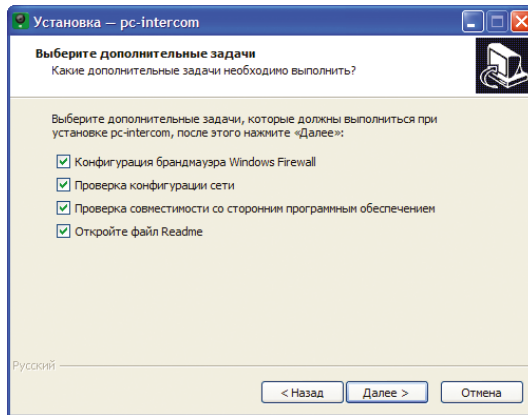 Установка — pc-intercom
Выберите дополнительные задачи
Какие дополнительные задачи необходимо выполнить?
Выберите дополнительные задачи, которые должны выполниться при
установке pc-intercom, после этого нажмите «Далее»:
Конфигурация брандмауэра Windows Firewall
Проверка конфигурации сети
Проверка совместимости со сторонним программным обеспечением
Откройте файл Readme
Русский
< Назад Далее > Отмена